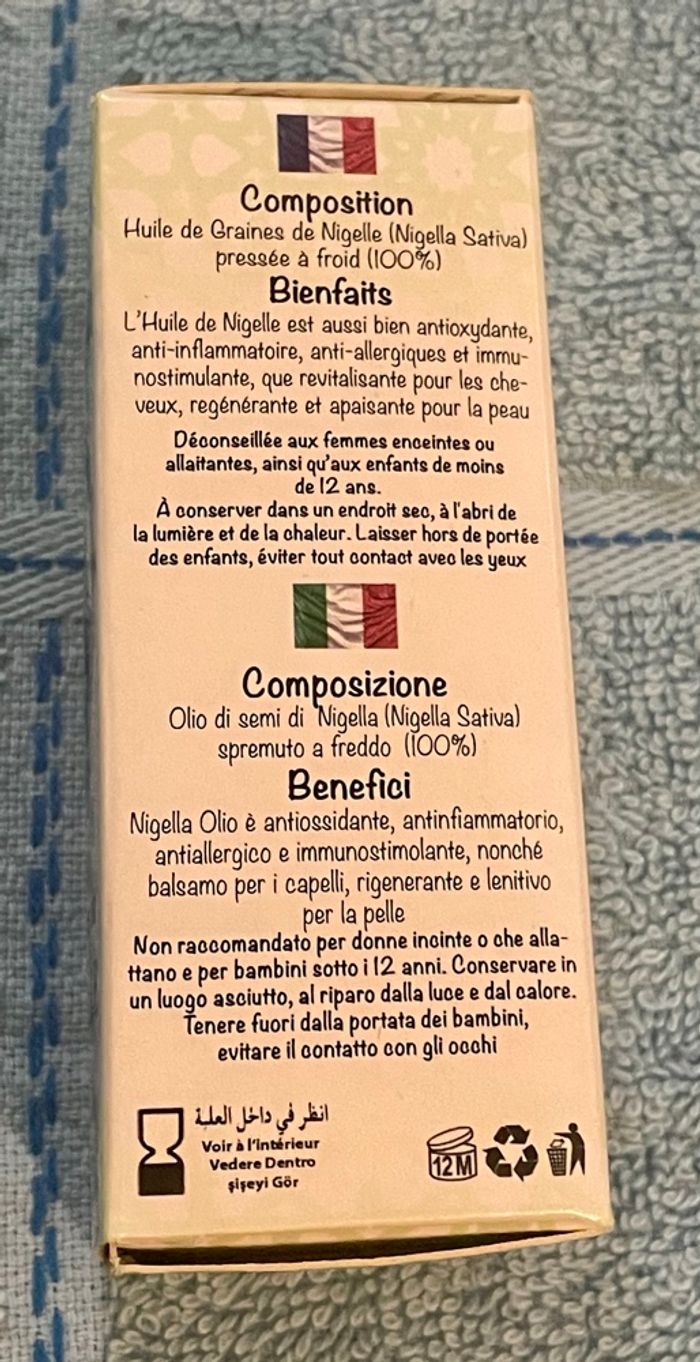 Composition
Huile de Graines de Nigelle (Nigella Sativa)
pressée à froid (100%)
Bienfaits
L'Huile de Nigelle est aussi bien antioxydante,
anti-inflammatoire, anti-allergiques et immu-
nostimulante, que revitalisante pour les che-
veux, regénérante et apaisante pour la peau
Déconseillée aux femmes enceintes ou
allaitantes, ainsi qu'aux enfants de moins
de 12 ans.
À conserver dans un endroit sec, à l'abri de
la lumière et de la chaleur. Laisser hors de portée
des enfants, éviter tout contact avec les yeux
Composizione
Olio di semi di Nigella (Nigella Sativa)
spremuto a freddo (100%)
Benefici
Nigella Olio è antiossidante, antinfiammatorio,
antiallergico e immunostimolante, nonché
balsamo per i capelli, rigenerante e lenitivo
per la pelle
Non raccomandato per donne incinte o che alla-
ttano e per bambini sotto i 12 anni. Conservare in
un luogo asciutto, al riparo dalla luce e dal calore.
Tenere fuori dalla portata dei bambini,
evitare il contatto con gli occhi
انظر في داخل العلبة
Voir à l'intérieur
Vedere Dentro
şişeyi Gör
12M